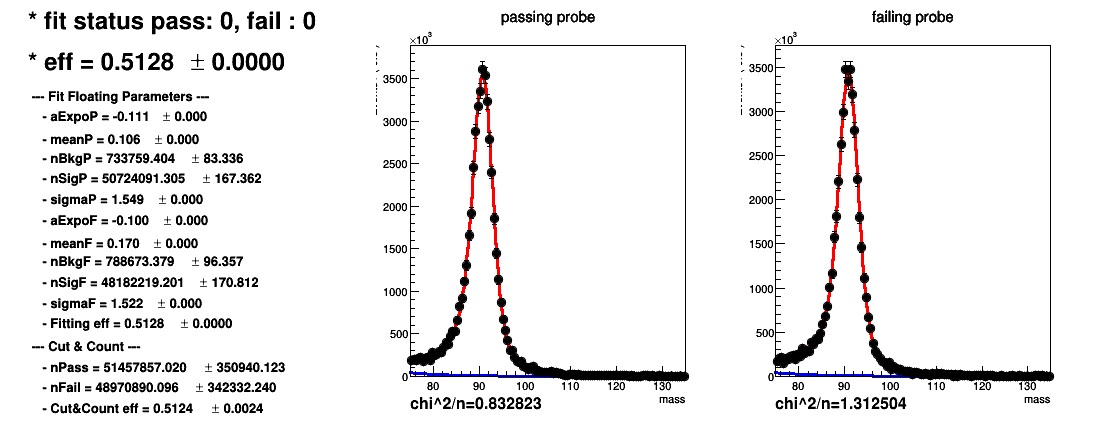 * fit status pass: 0, fail : 0
* eff = 0.5128 ± 0.0000
--- Fit Floating Parameters ---
- aExpoP = -0.111 ± 0.000
- meanP = 0.106 ± 0.000
- nBkgP = 733759.404 ± 83.336
- nSigP = 50724091.305 ± 167.362
- sigmaP = 1.549 ± 0.000
- aExpoF = -0.100 ± 0.000
- meanF = 0.170 ± 0.000
- nBkgF = 788673.379 ± 96.357
- nSigF = 48182219.201 ± 170.812
- sigmaF = 1.522 ± 0.000
- Fitting eff = 0.5128 ± 0.0000
--- Cut & Count ---
- nPass = 51457857.020 ± 350940.123
- nFail = 48970890.096 ± 342332.240
- Cut&Count eff = 0.5124 ± 0.0024
passing probe
×10³
3500
3000
2500
2000
1500
1000
500
0
80 90 100 110 120 130
mass
chi^2/n=0.832823
failing probe
×10³
3500
3000
2500
2000
1500
1000
500
0
80 90 100 110 120 130
mass
chi^2/n=1.312504